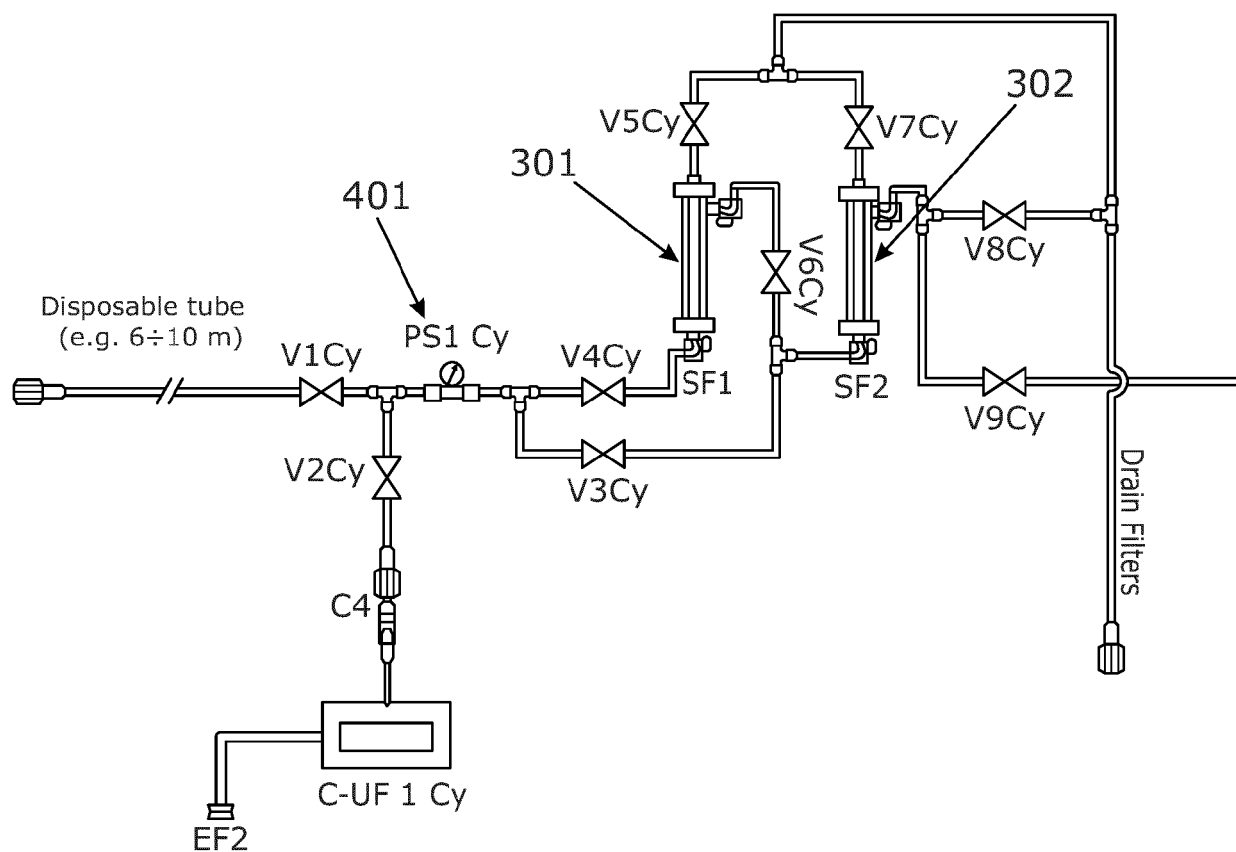 302
V5Cy
V7Cy
301
401
V8Cy
V6Cy
Disposable tube
(e.g. 6÷10 m)
PS1 Cy
V1Cy
V4Cy
SF1
SF2
V9Cy
V2Cy
V3Cy
Drain Filters
C4
C-UF 1 Cy
EF2